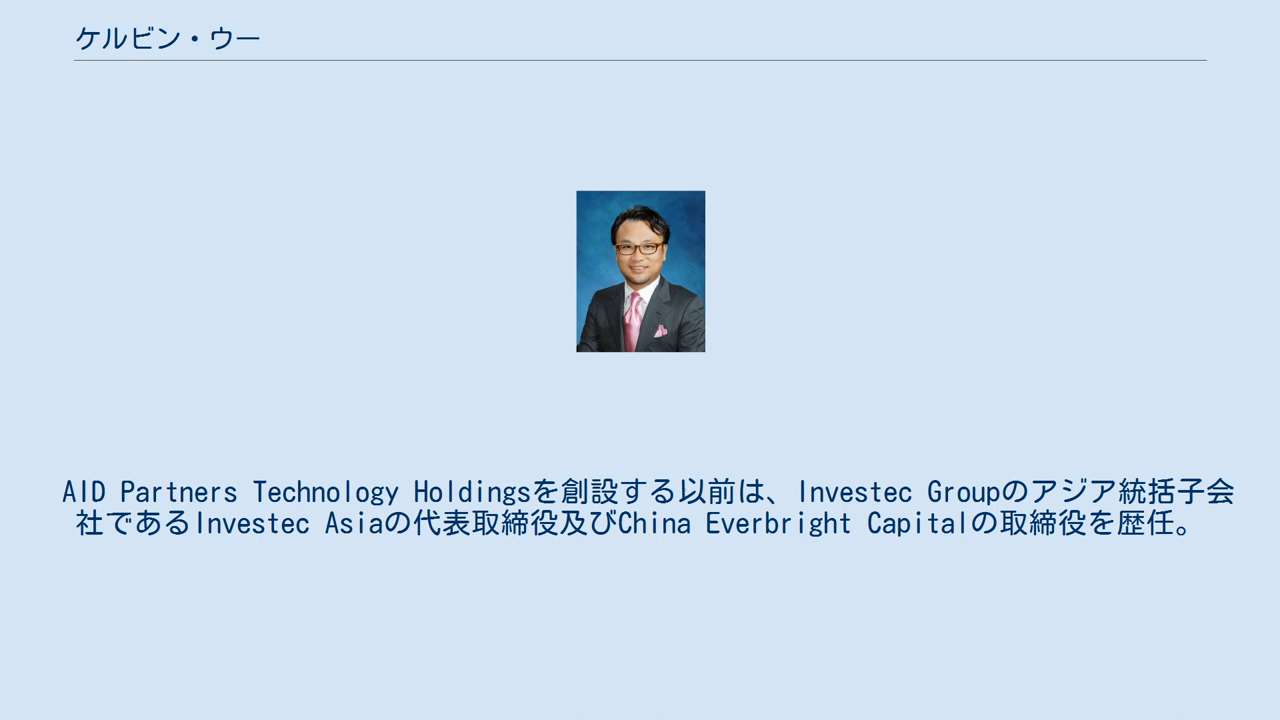 ケルビン・ウー
AID Partners Technology Holdingsを創設する以前は、Investec Groupのアジア統括子会
社であるInvestec Asiaの代表取締役及びChina Everbright Capitalの取締役を歴任。